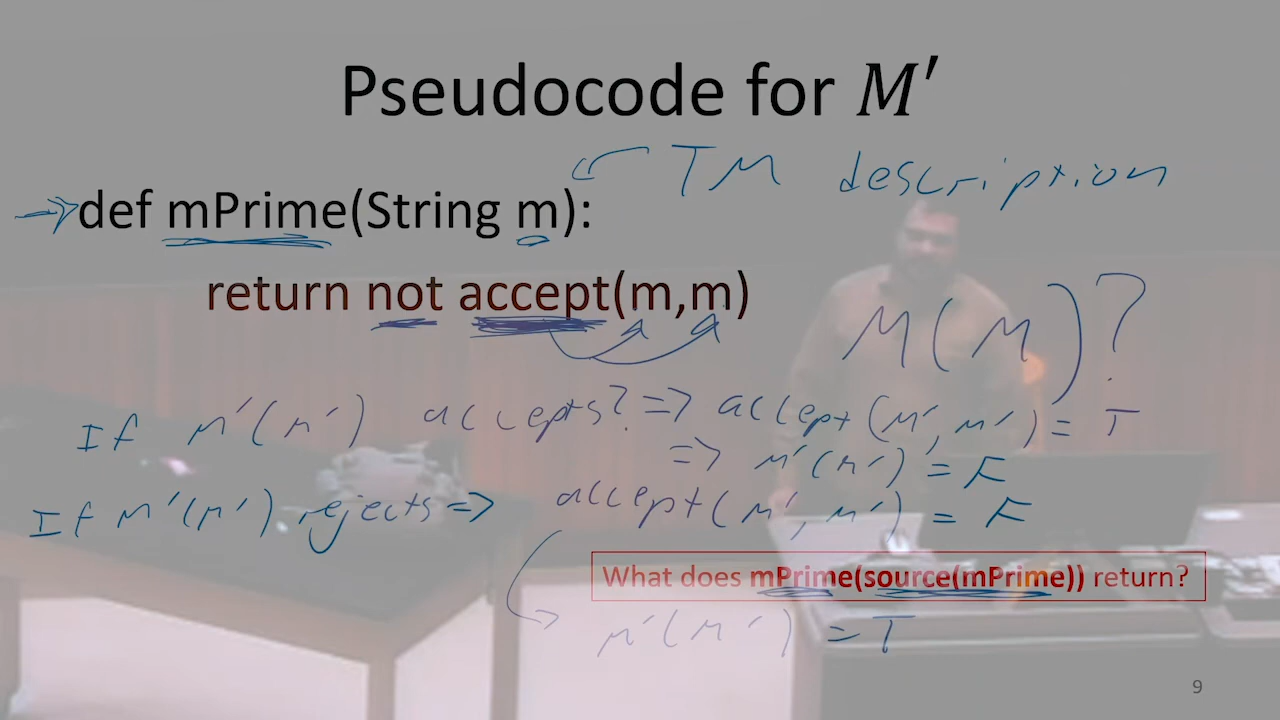 Pseudocode for M′
TM description
def mPrime(String m):
return not accept(m,m)
M(M)?
If M'(M') accepts? => accept(M', M') = T
=> M'(M') = F
If M'(M') rejects => accept(M', M') = F
What does mPrime(source(mPrime)) return?
M'(M') = T
9